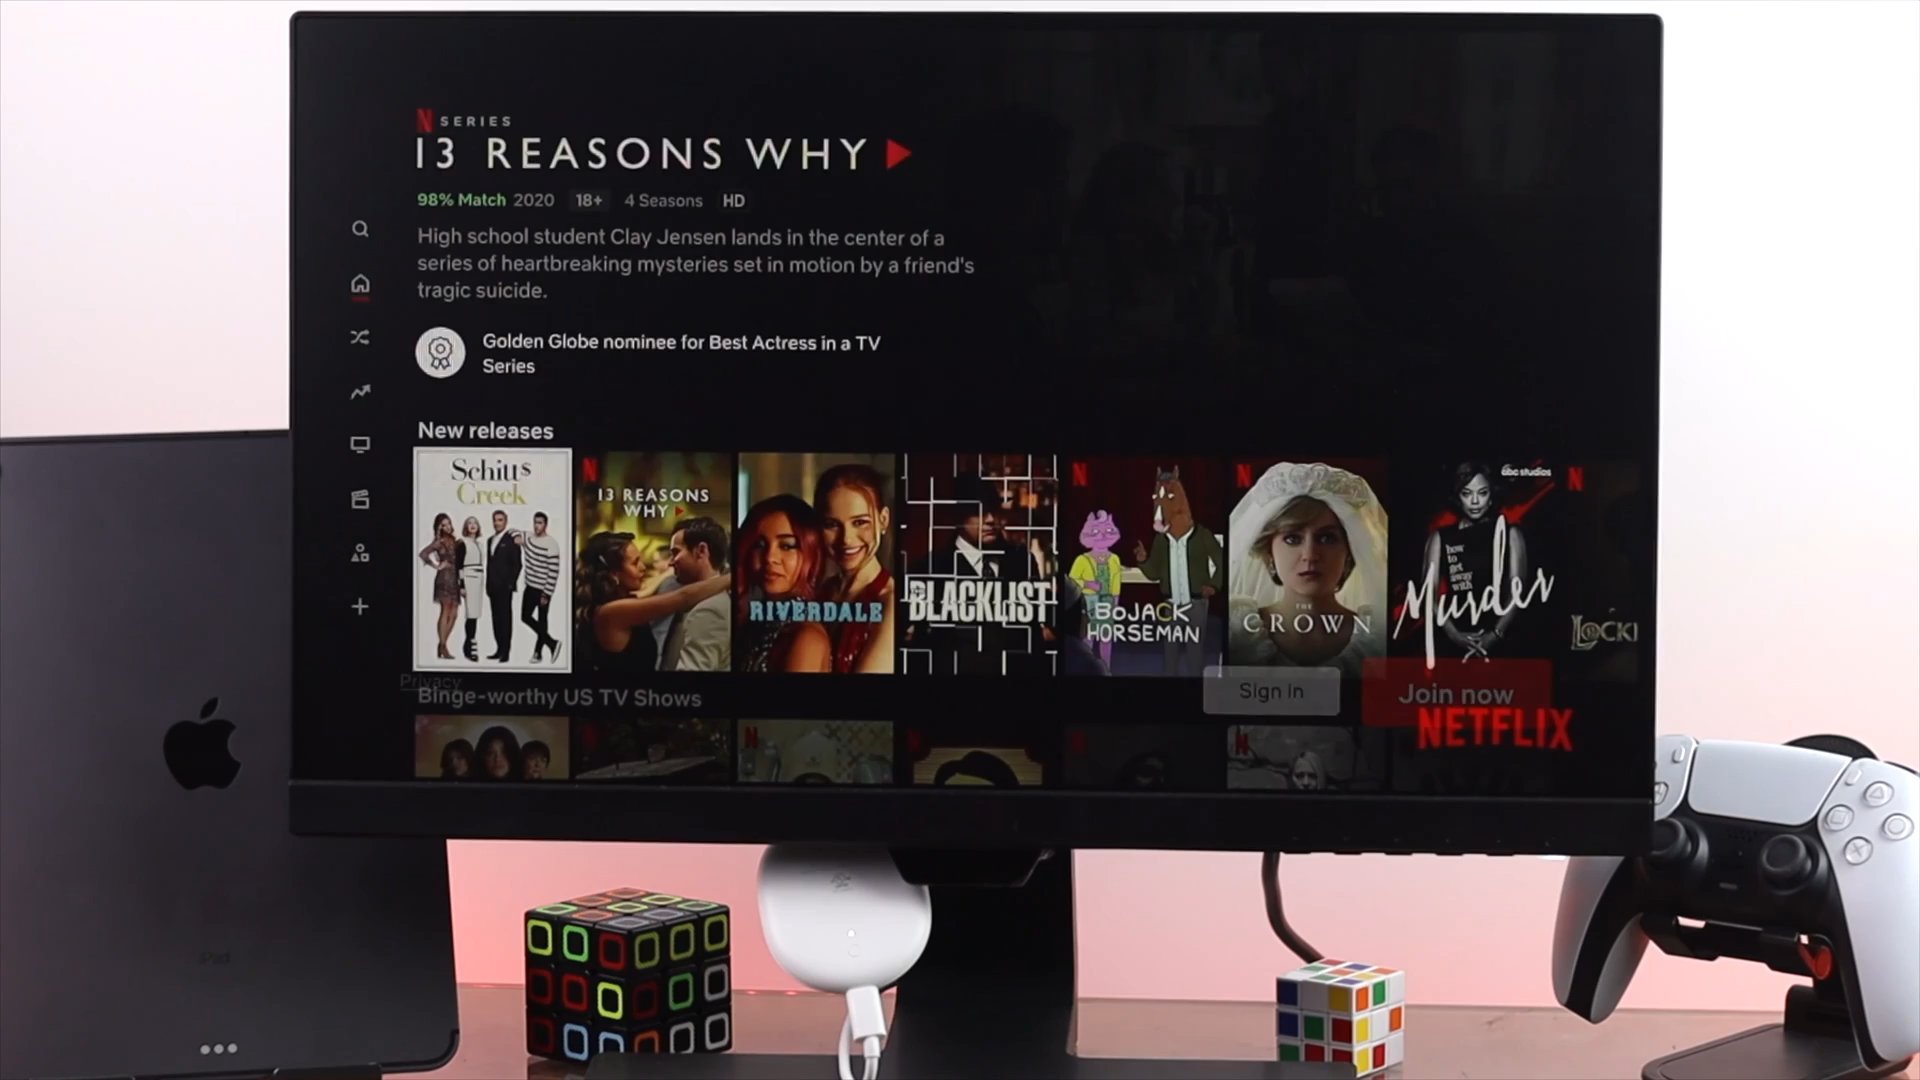 N SERIES
13 REASONS WHY
98% Match 2020 18+ 4 Seasons HD
High school student Clay Jensen lands in the center of a
series of heartbreaking mysteries set in motion by a friend's
tragic suicide.
Golden Globe nominee for Best Actress in a TV
Series
New releases
Schitt's
Creek
N
13 REASONS
WHY
RIVERDALE
THE
BLACKLIST
N
BOJACK
HORSEMAN
N
THE
CROWN
abc studios
how
to
get
away
with
Murder
N
LOCK
Privacy
Binge-worthy US TV Shows
Sign In
Join now
NETFLIX
N
N
N
N
iPad